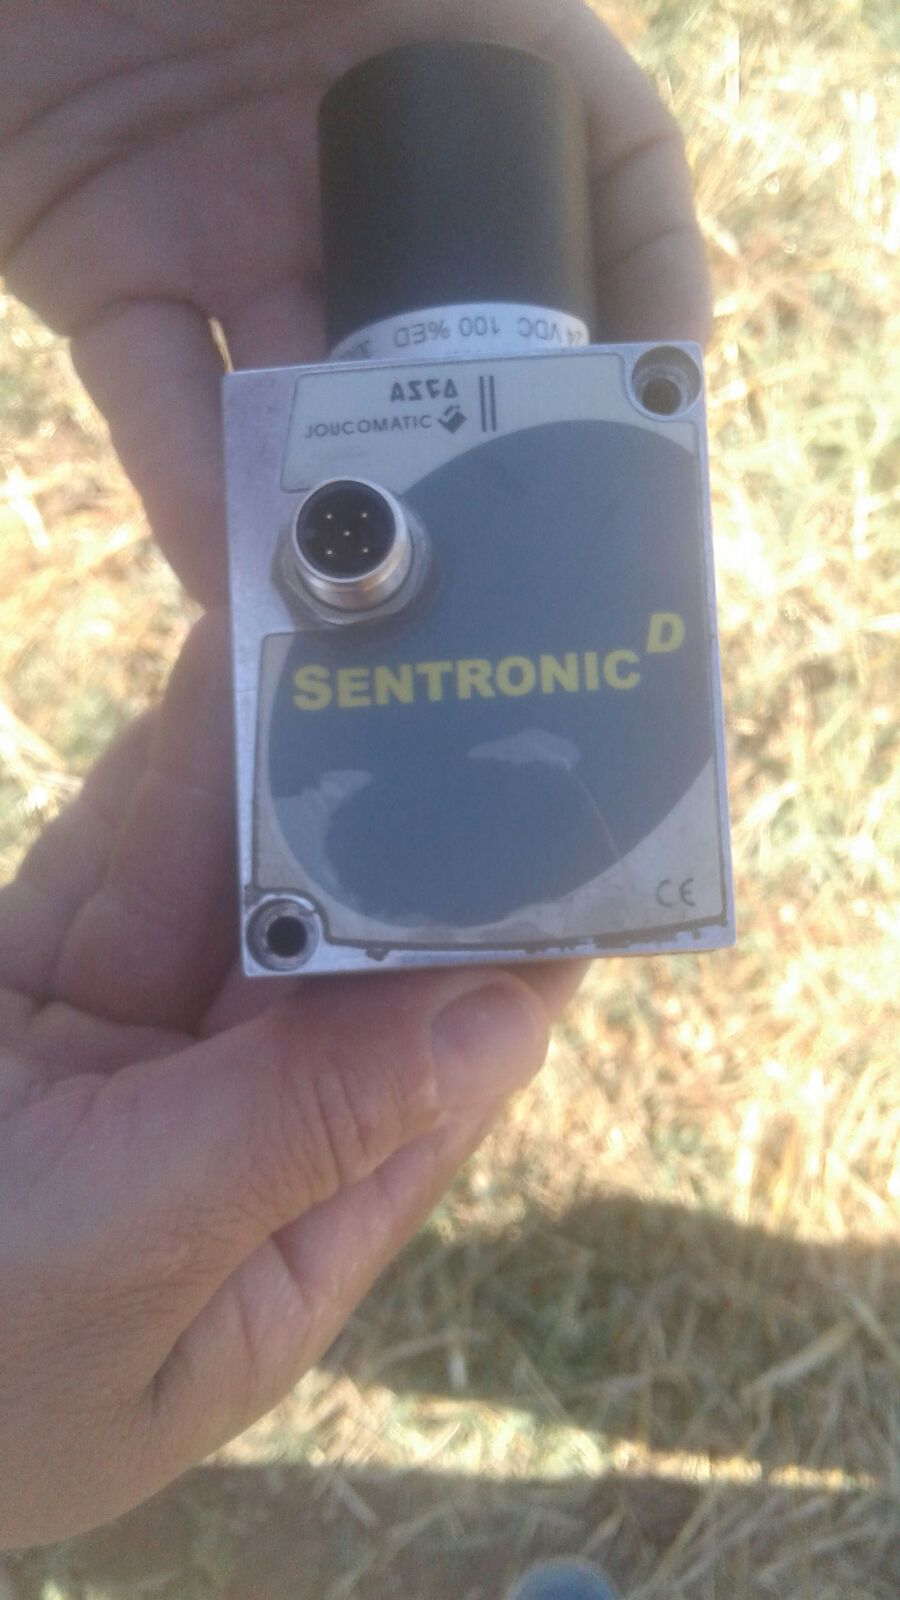 24 VDC 100 %ED
ASCA
JOUCOMATIC
SENTRONIC D
CE